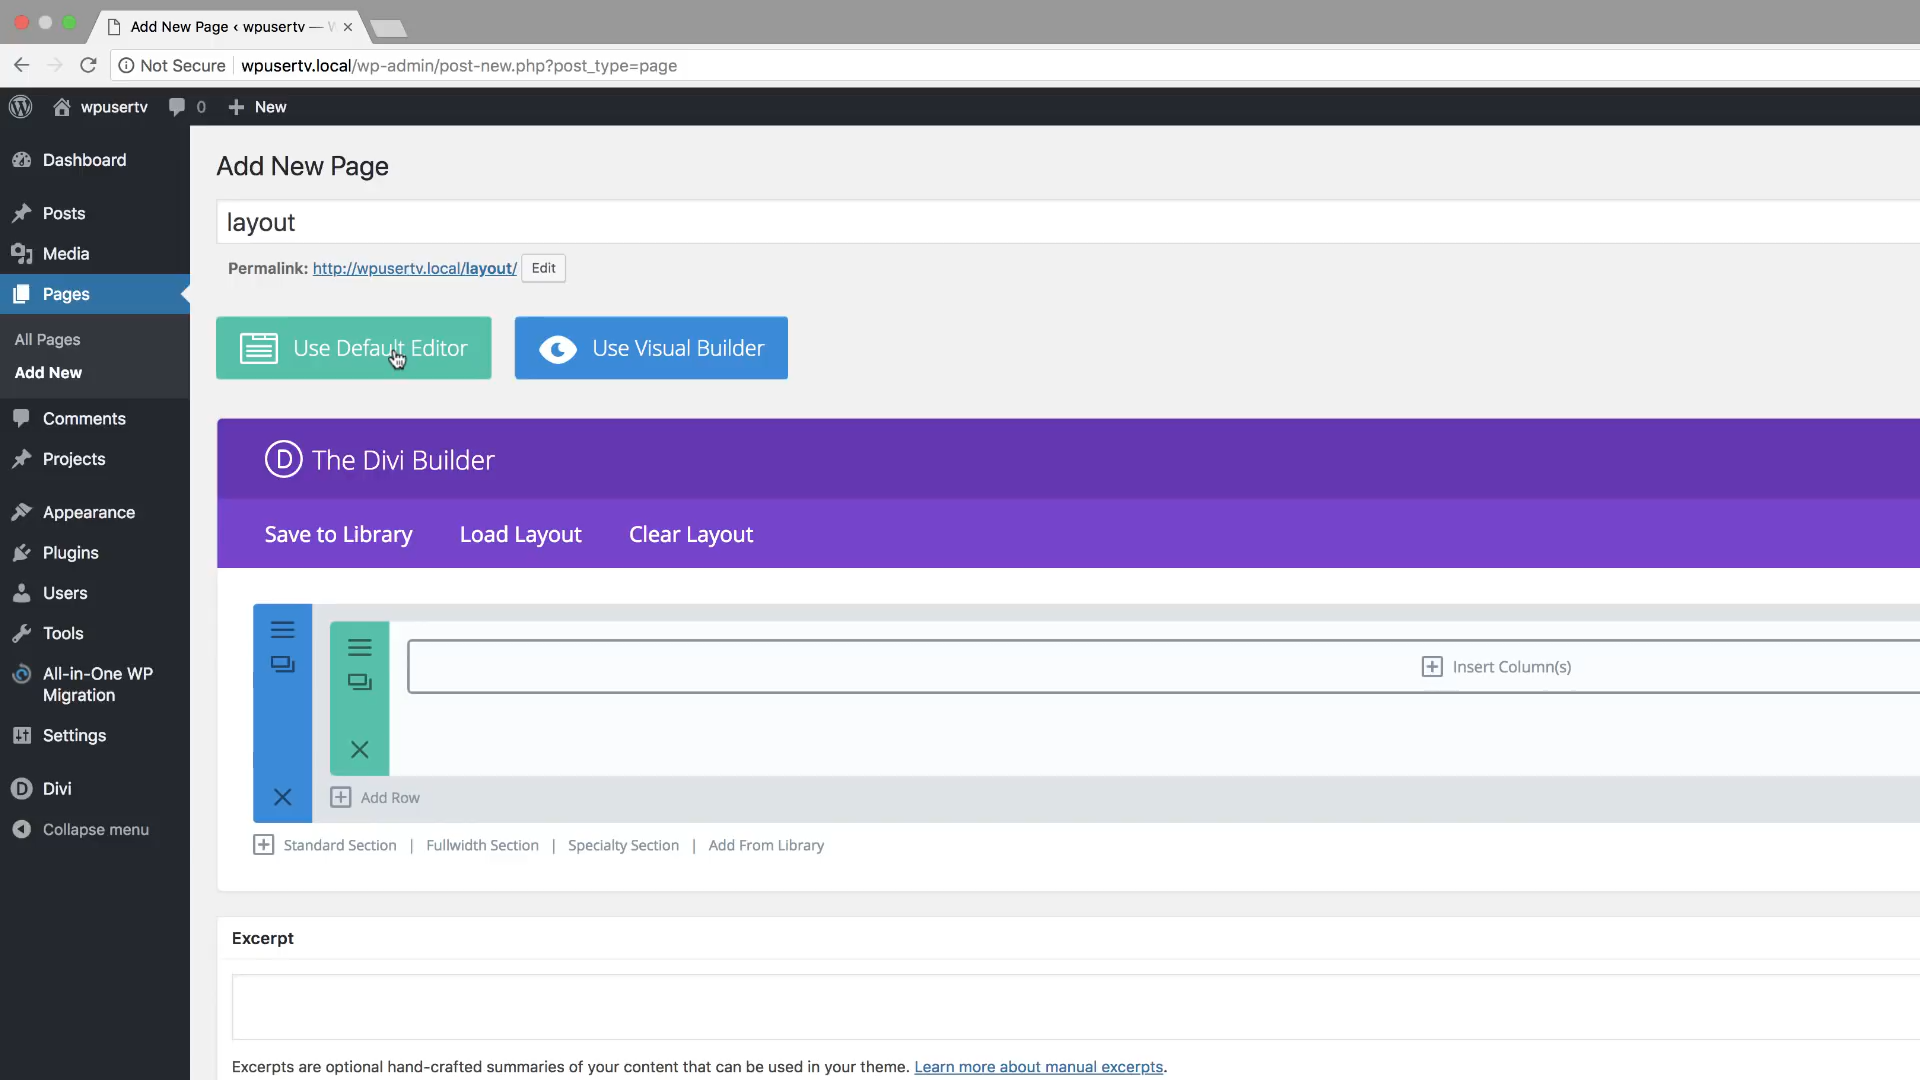 Add New Page ‹ wpusertv —
Not Secure wpusertv.local/wp-admin/post-new.php?post_type=page
wpusertv 0 New
Dashboard
Posts
Media
Pages
All Pages
Add New
Comments
Projects
Appearance
Plugins
Users
Tools
All-in-One WP
Migration
Settings
Divi
Collapse menu
Add New Page
layout
Permalink: http://wpusertv.local/layout/ Edit
Use Default Editor Use Visual Builder
D The Divi Builder
Save to Library Load Layout Clear Layout
Insert Column(s)
Add Row
Standard Section | Fullwidth Section | Specialty Section | Add From Library
Excerpt
Excerpts are optional hand-crafted summaries of your content that can be used in your theme. Learn more about manual excerpts.